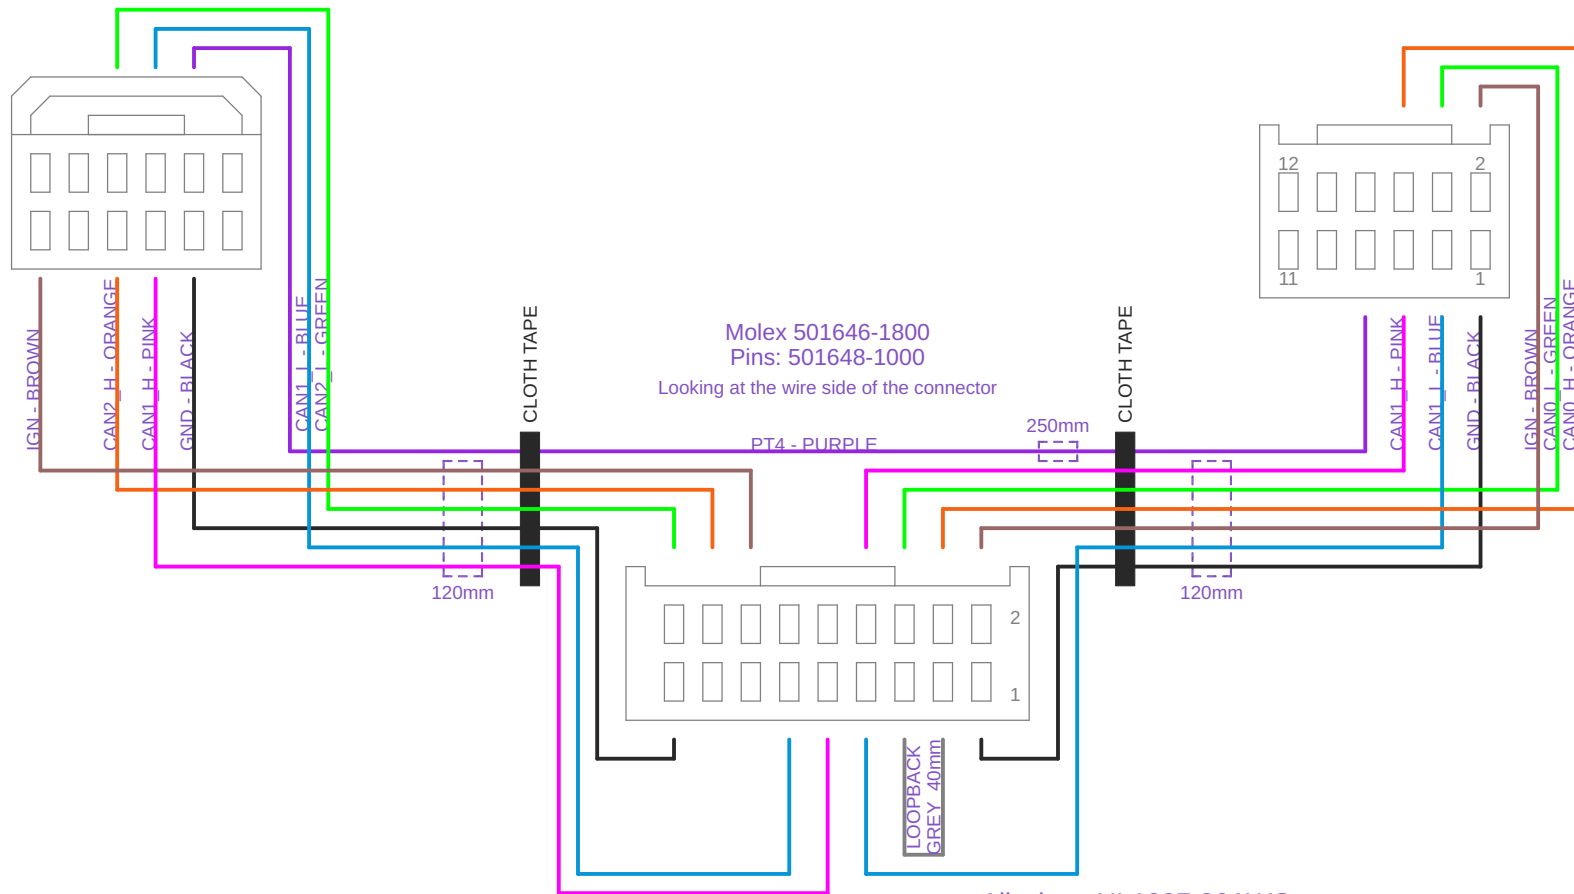 12
2
11
1
IGN - BROWN
CAN2_H - ORANGE
CAN1_H - PINK
GND - BLACK
CAN1_L - BLUE
CAN2_L - GREEN
CLOTH TAPE
Molex 501646-1800
Pins: 501648-1000
Looking at the wire side of the connector
PT4 - PURPLE
250mm
CLOTH TAPE
CAN1_H - PINK
CAN1_L - BLUE
GND - BLACK
IGN - BROWN
CAN0_L - GREEN
CAN0_H - ORANGE
120mm
120mm
2
1
LOOPBACK
GREY 40mm